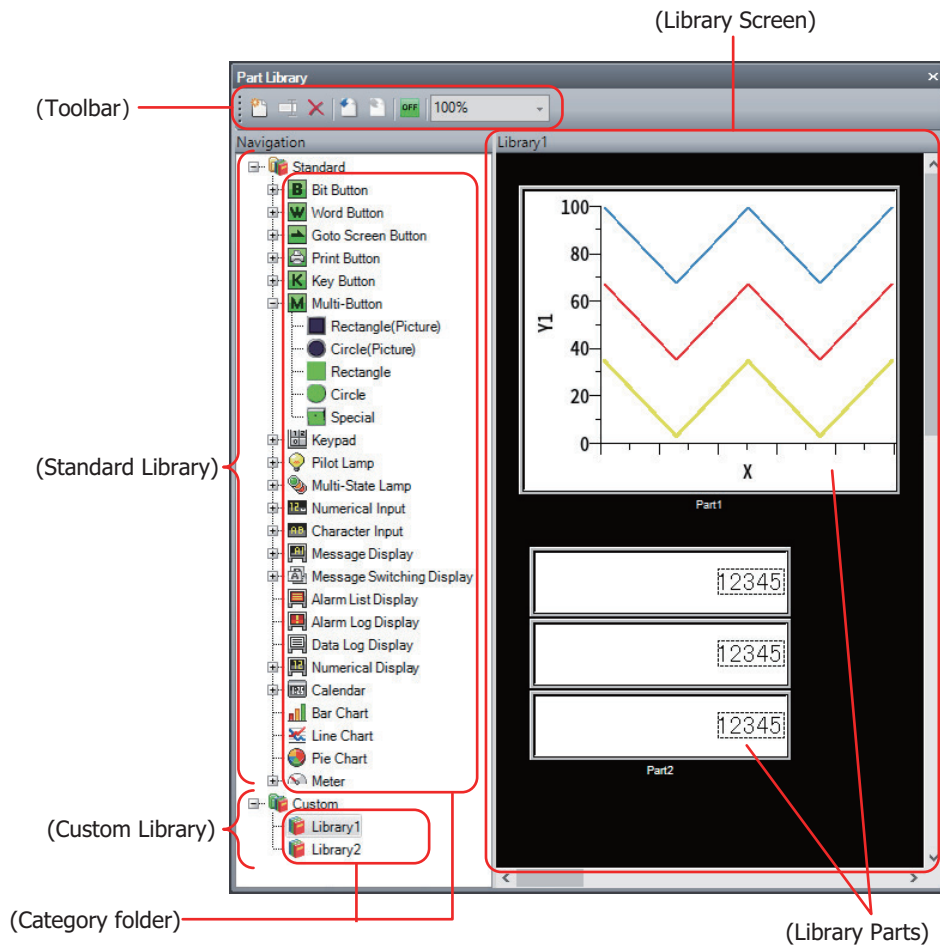 (Library Screen)
Part Library
(Toolbar)
OFF
100%
Navigation
Library1
Standard
Bit Button
Word Button
Goto Screen Button
Print Button
Key Button
Multi-Button
Rectangle(Picture)
Circle(Picture)
Rectangle
Circle
Special
Keypad
Pilot Lamp
Multi-State Lamp
Numerical Input
Character Input
Message Display
Message Switching Display
Alarm List Display
Alarm Log Display
Data Log Display
Numerical Display
Calendar
Bar Chart
Line Chart
Pie Chart
Meter
(Standard Library)
Custom
Library1
Library2
(Custom Library)
(Category folder)
100
80
60
40
20
0
Y1
X
Part1
12345
12345
12345
Part2
(Library Parts)